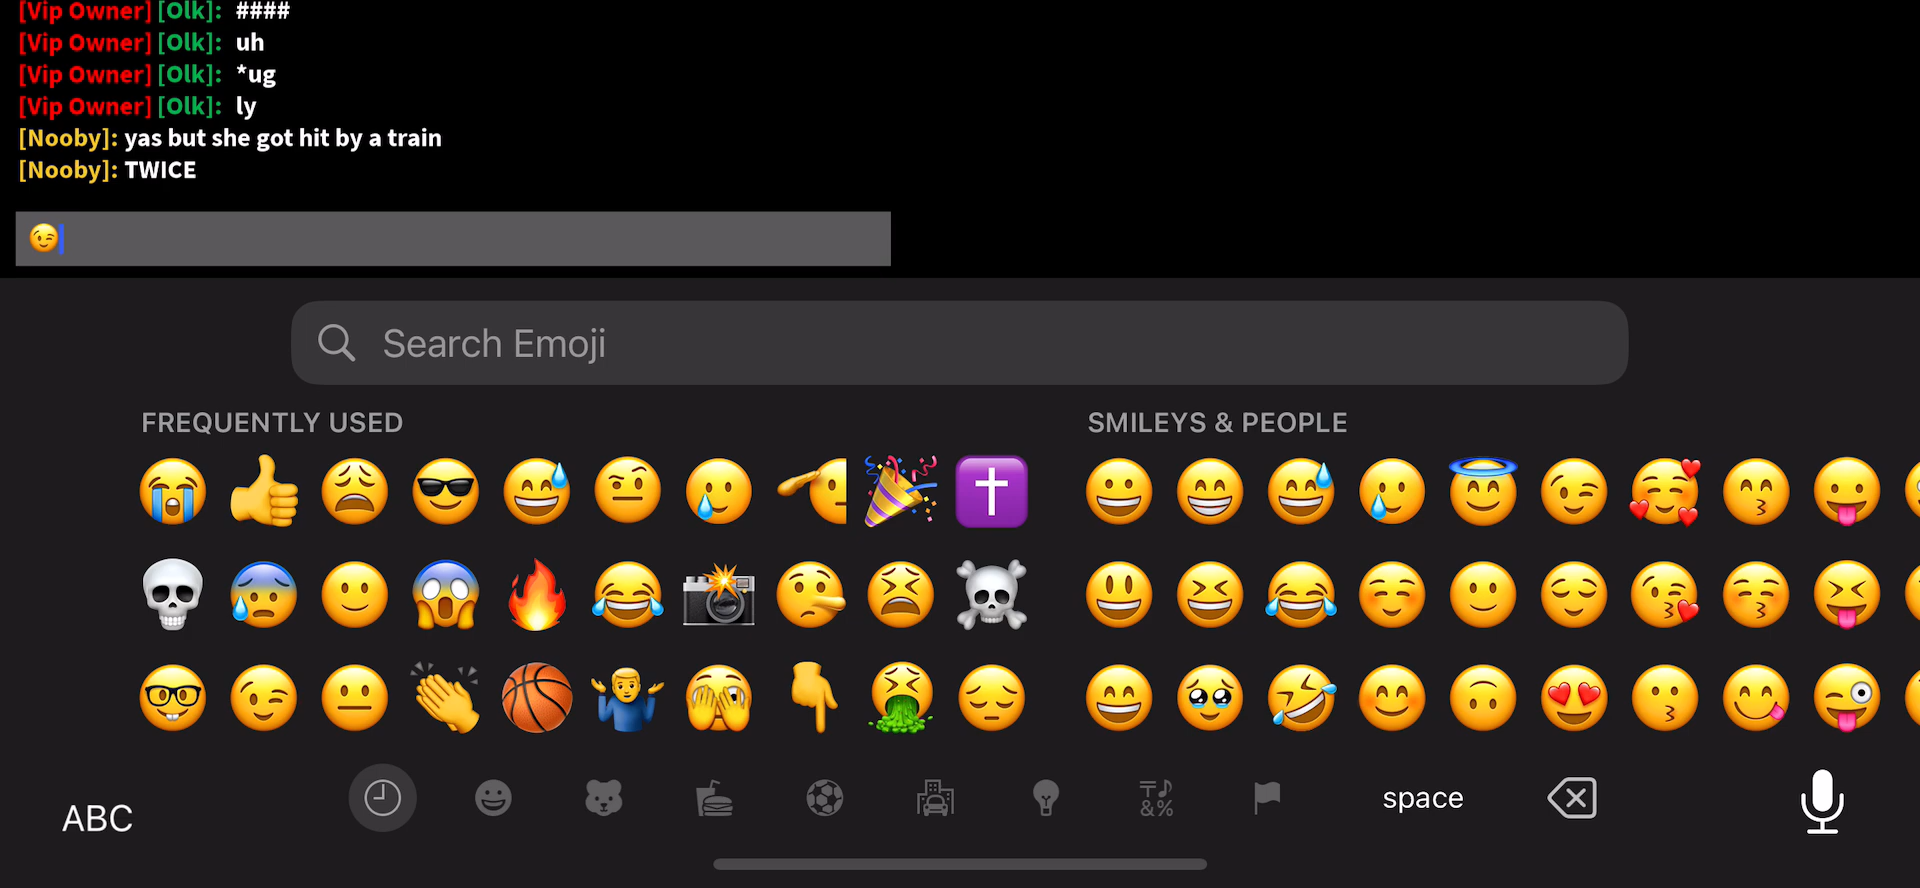 [Vip Owner] [Olk]: ####
[Vip Owner] [Olk]: uh
[Vip Owner] [Olk]: *ug
[Vip Owner] [Olk]: ly
[Nooby]: yas but she got hit by a train
[Nooby]: TWICE
😉
Search Emoji
FREQUENTLY USED
SMILEYS & PEOPLE
ABC
space